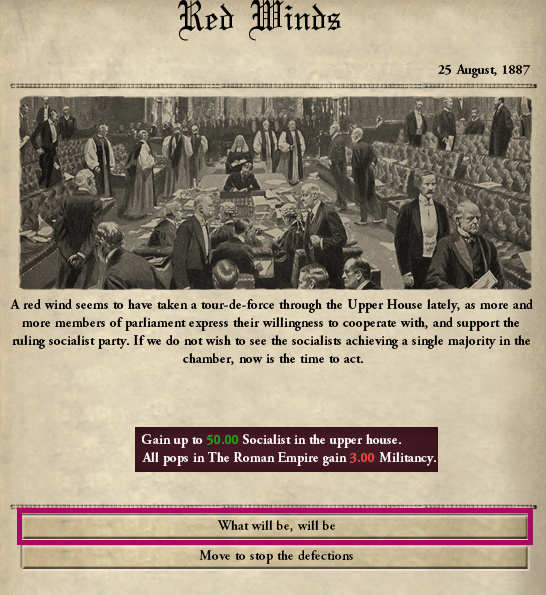 Red Winds
25 August, 1887
A red wind seems to have taken a tour-de-force through the Upper House lately, as more and
more members of parliament express their willingness to cooperate with, and support the
ruling socialist party. If we do not wish to see the socialists achieving a single majority in the
chamber, now is the time to act.
Gain up to 50.00 Socialist in the upper house.
All pops in The Roman Empire gain 3.00 Militancy.
What will be, will be
Move to stop the defections